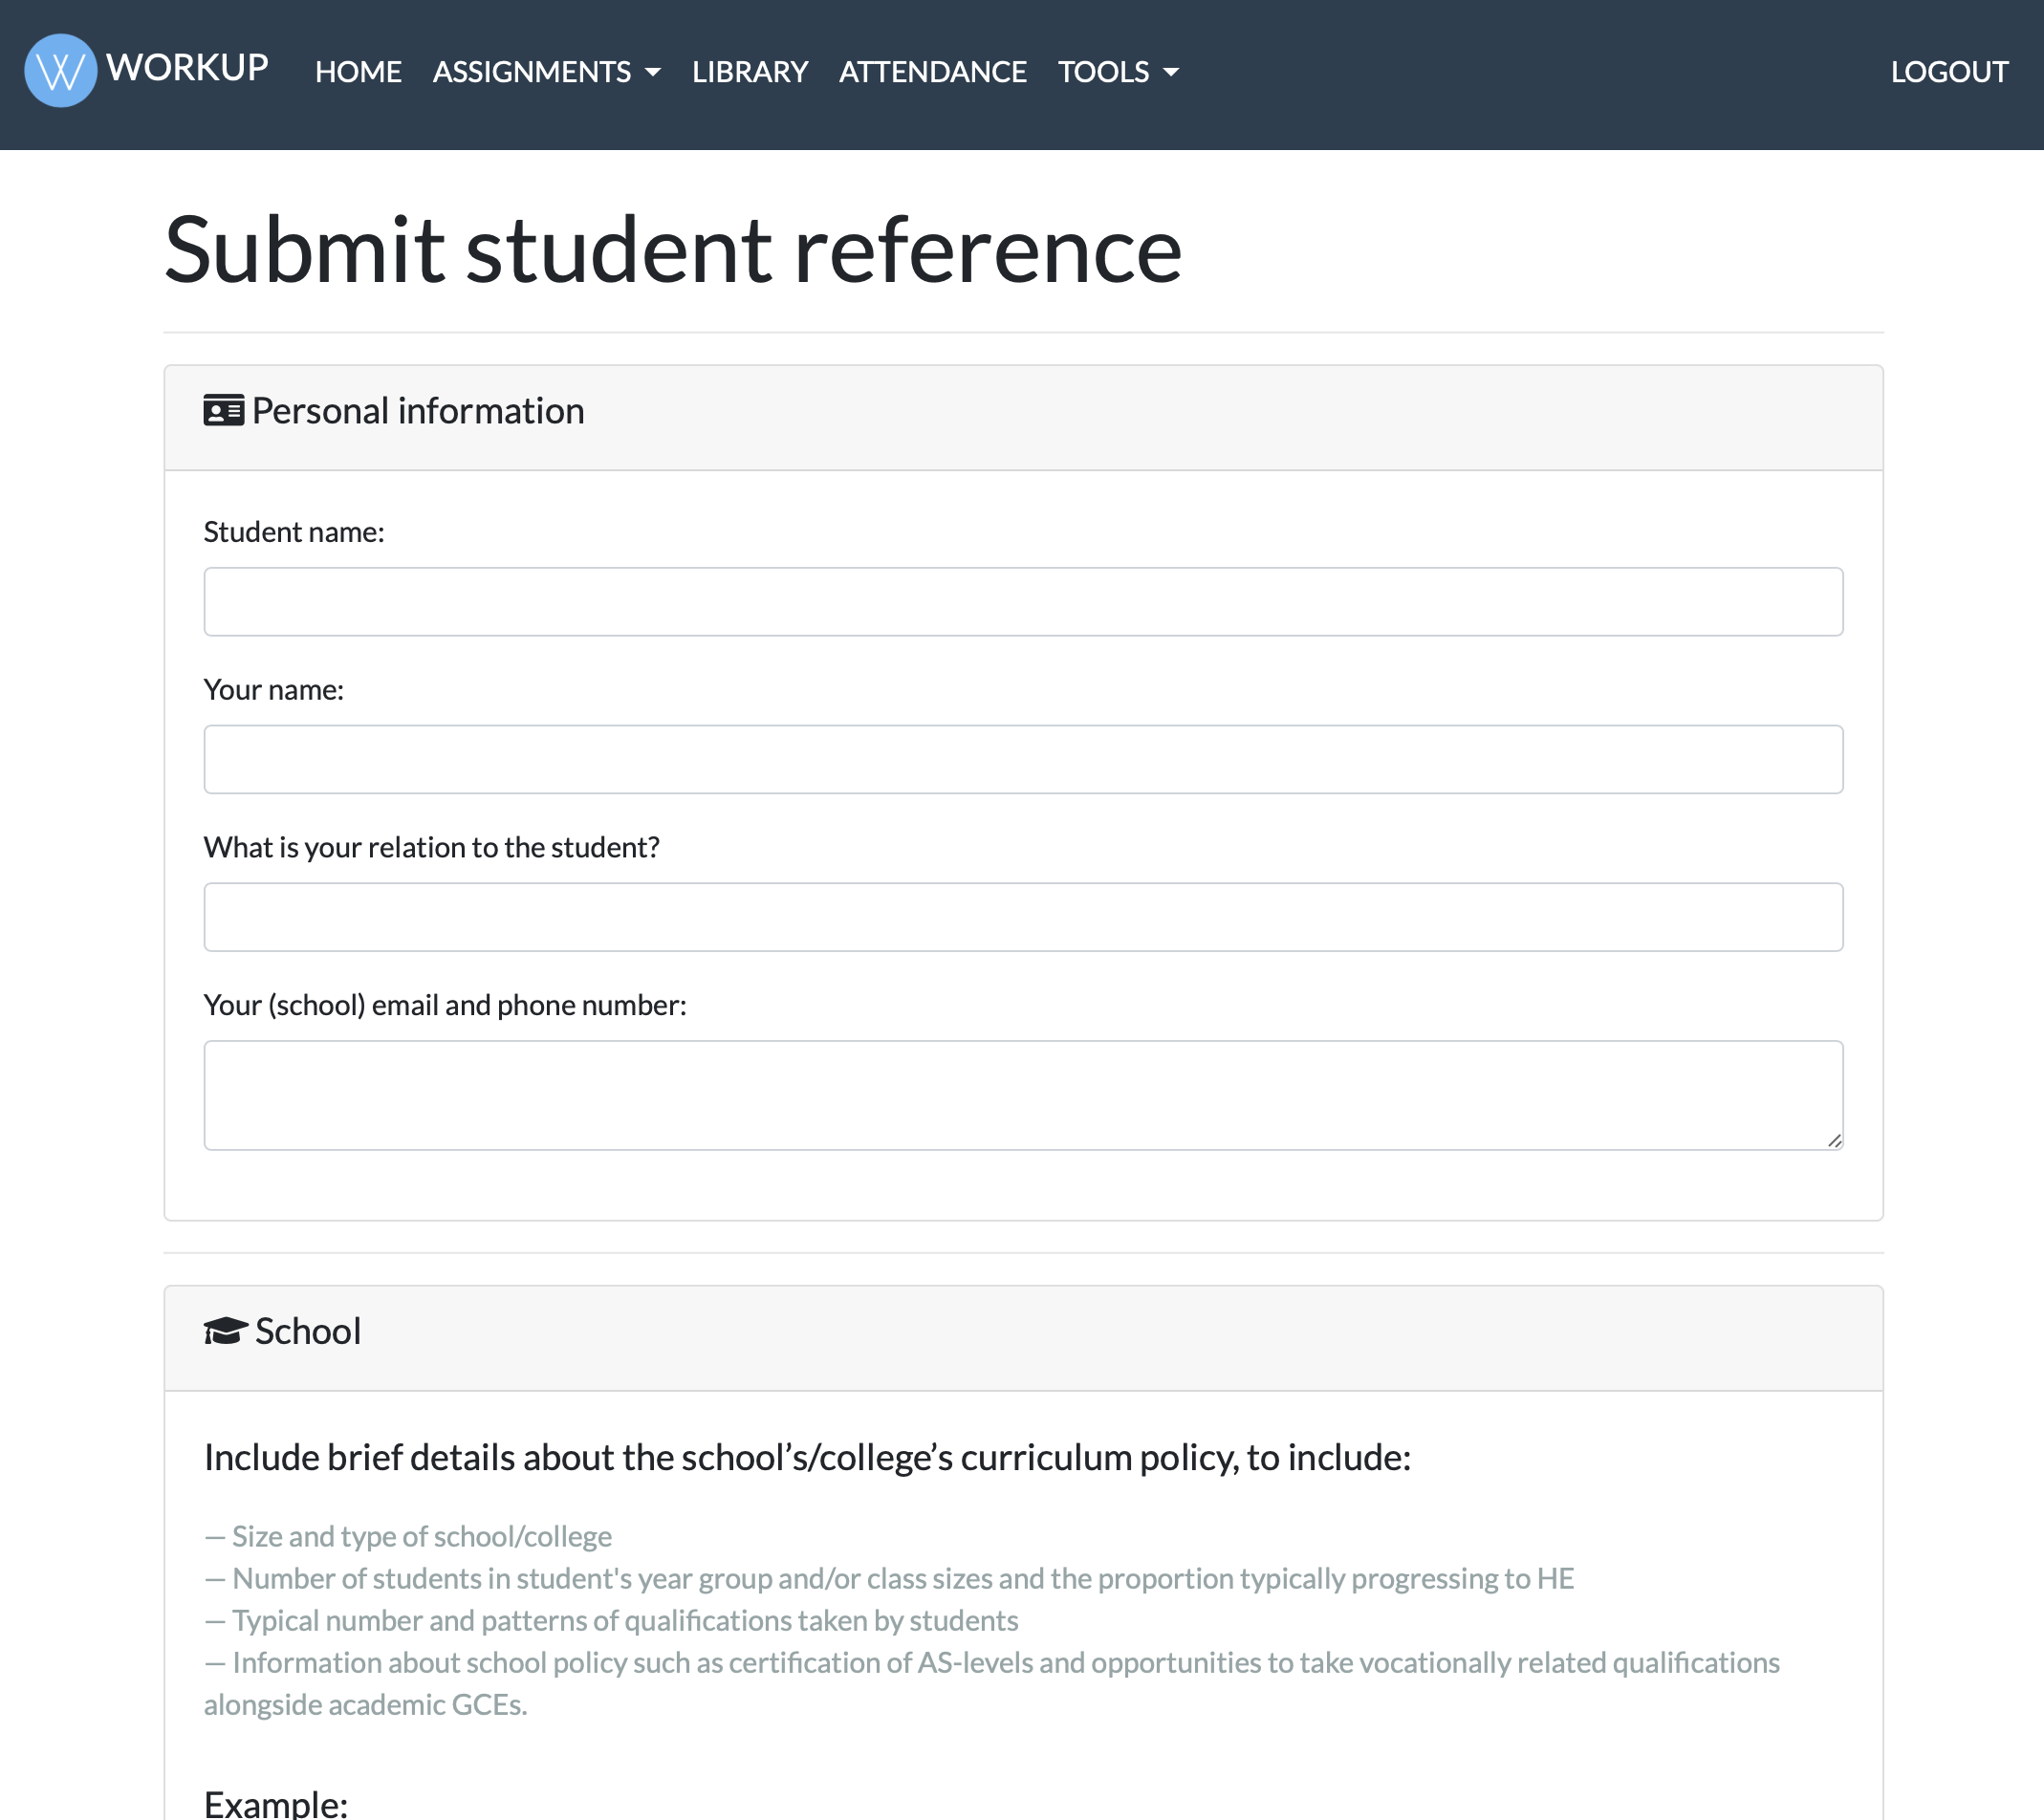 W WORKUP HOME ASSIGNMENTS LIBRARY ATTENDANCE TOOLS LOGOUT
Submit student reference
Personal information
Student name:
Your name:
What is your relation to the student?
Your (school) email and phone number:
School
Include brief details about the school’s/college’s curriculum policy, to include:
— Size and type of school/college
— Number of students in student's year group and/or class sizes and the proportion typically progressing to HE
— Typical number and patterns of qualifications taken by students
— Information about school policy such as certification of AS-levels and opportunities to take vocationally related qualifications
alongside academic GCEs.
Example: